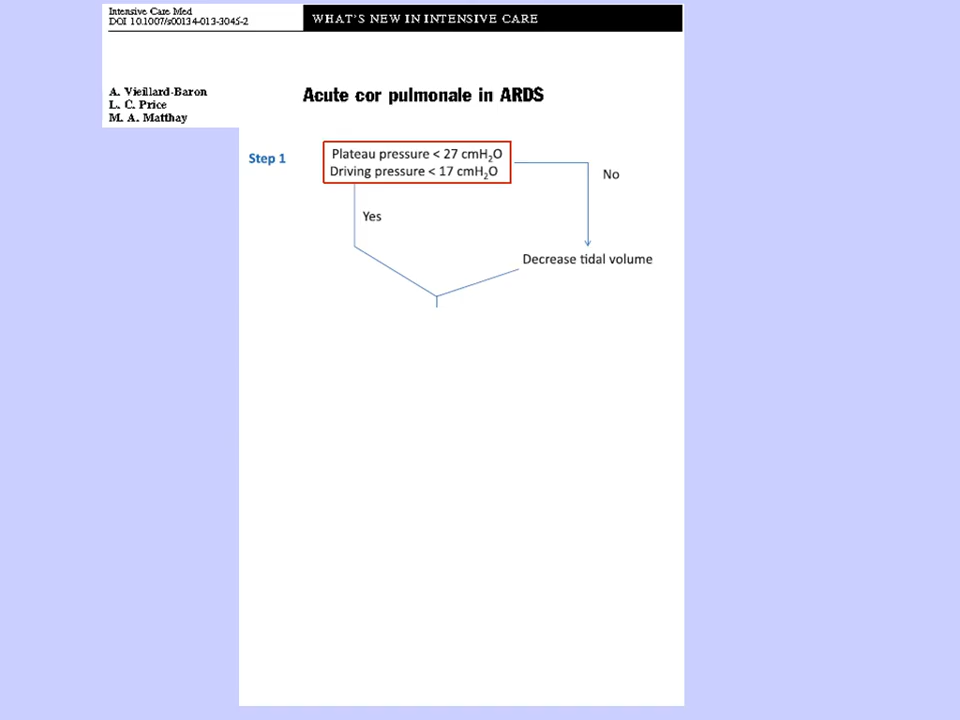 Intensive Care Med
DOI 10.1007/s00134-013-3045-2
WHAT'S NEW IN INTENSIVE CARE
A. Vieillard-Baron
L. C. Price
M. A. Matthay
Acute cor pulmonale in ARDS
Step 1
Plateau pressure < 27 cmH₂O
Driving pressure < 17 cmH₂O
No
Yes
Decrease tidal volume